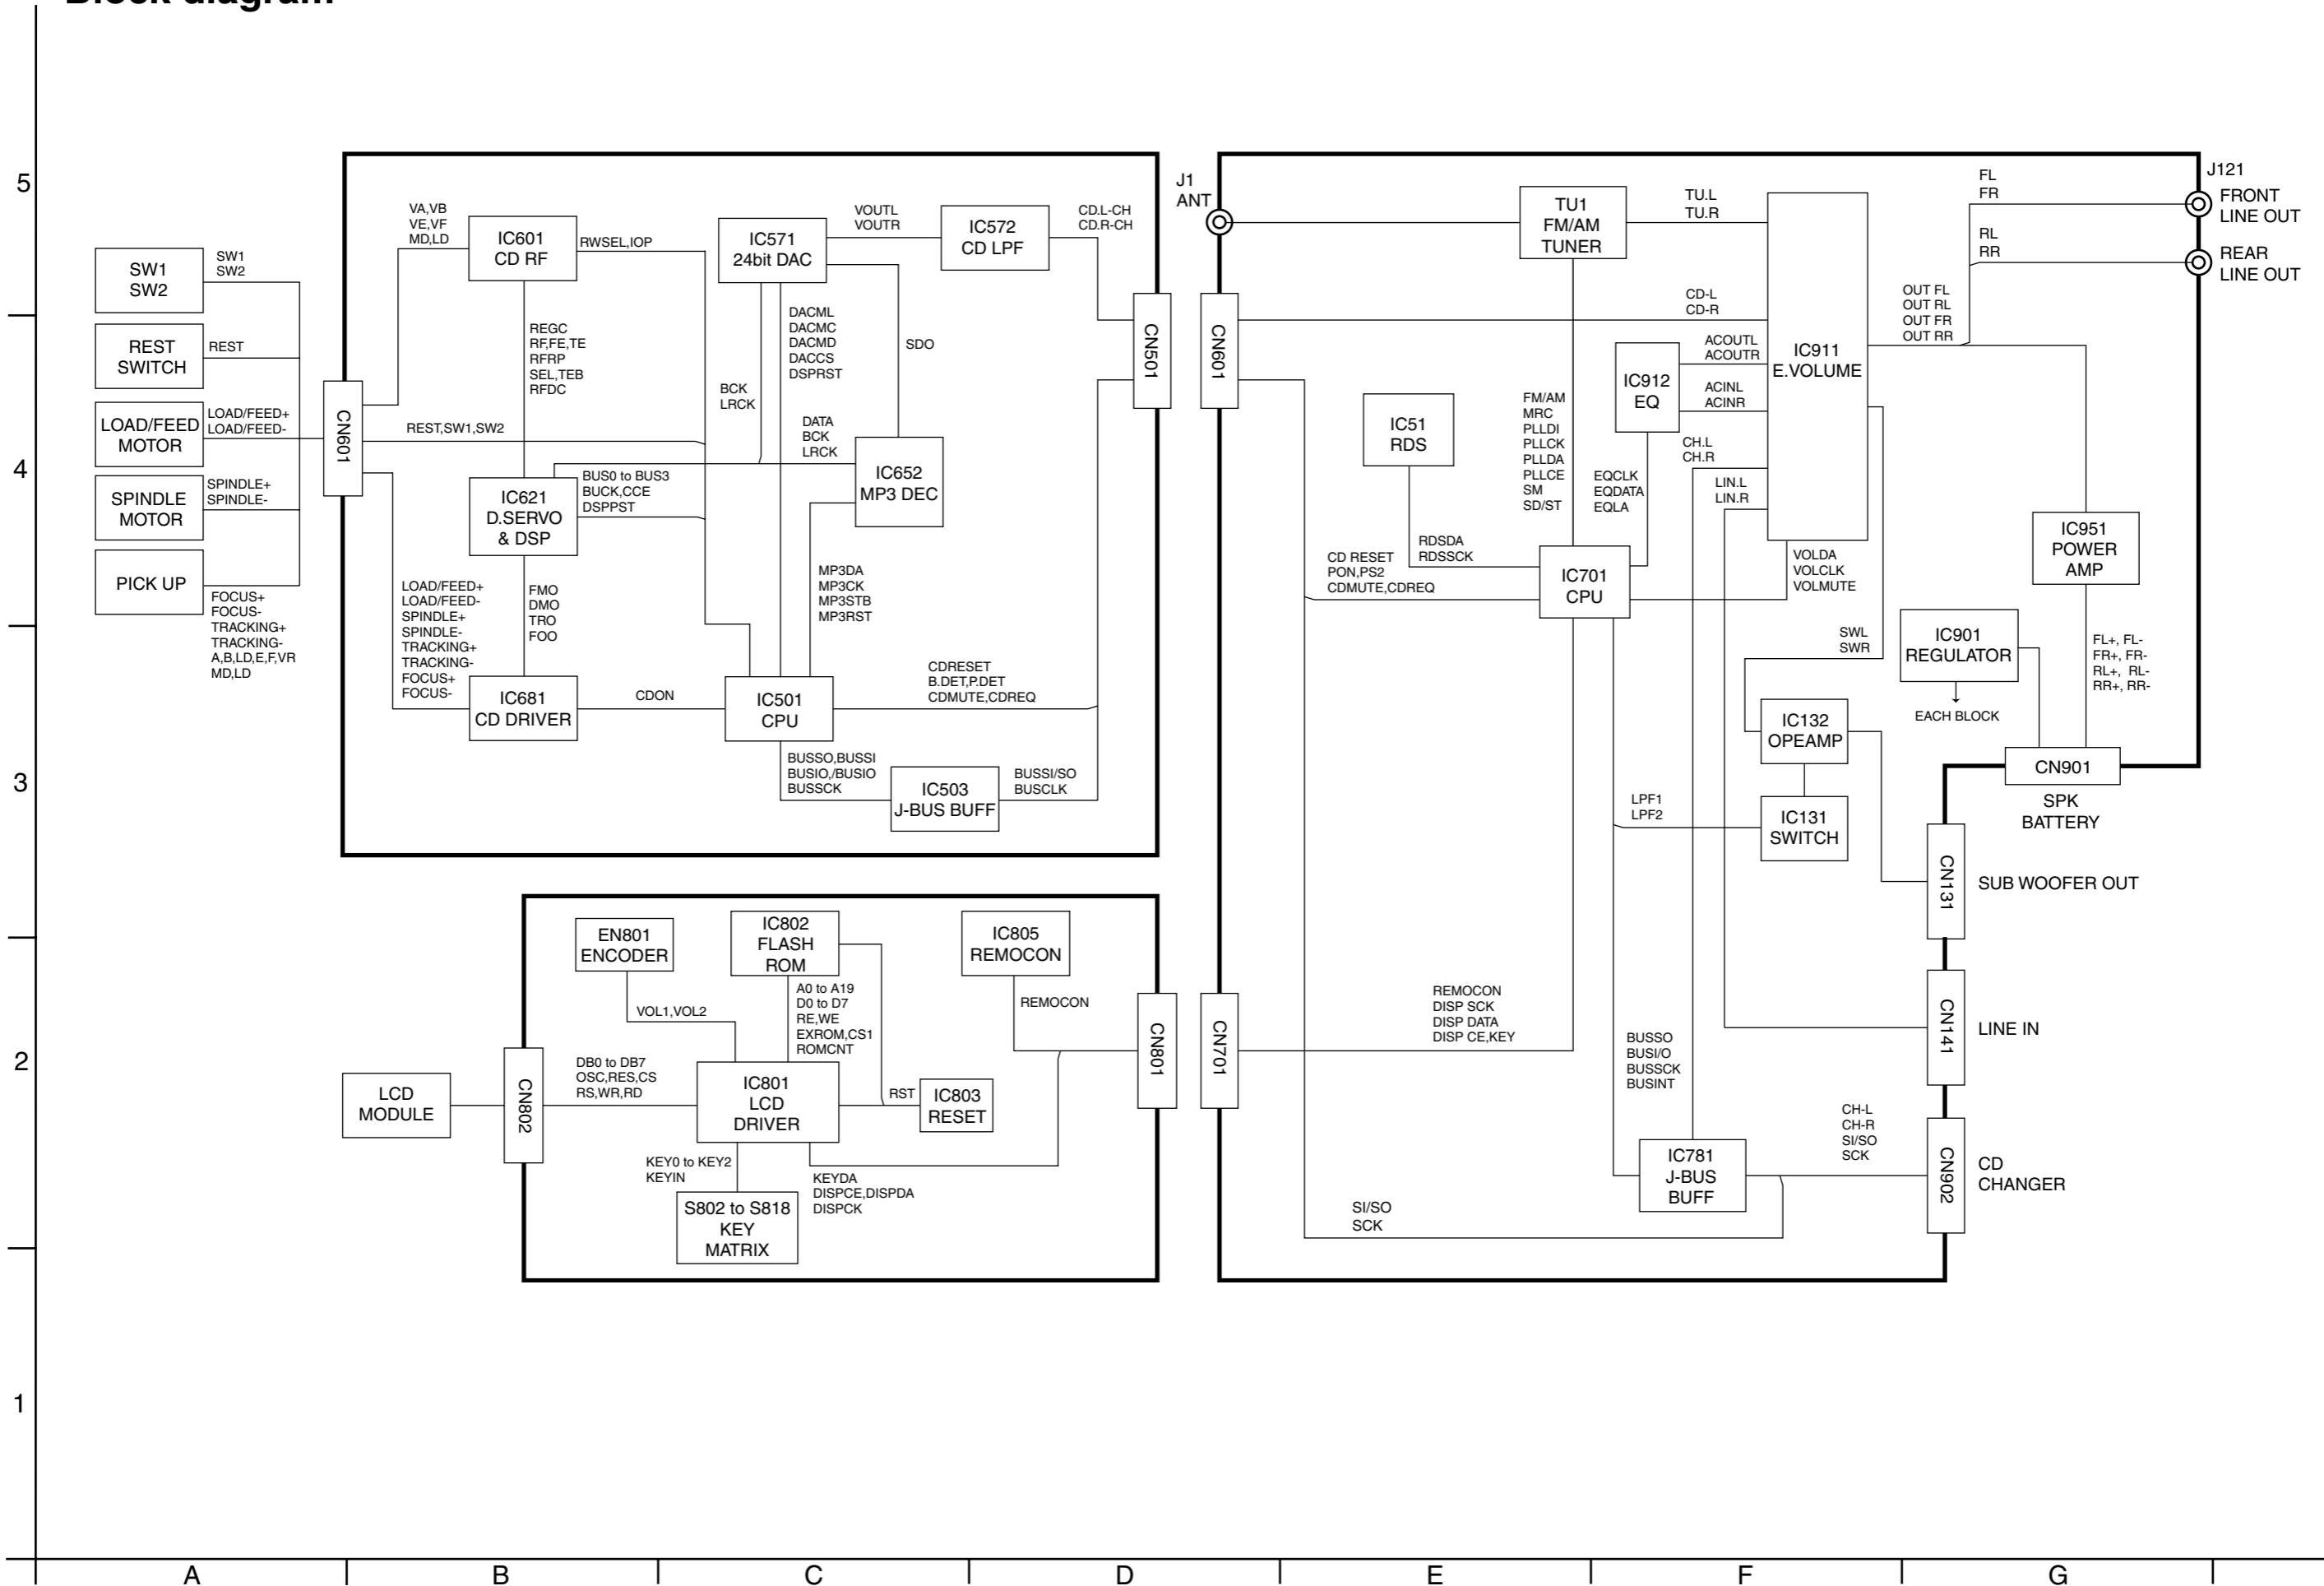 Block diagram
5
4
3
2
1
A
B
C
D
E
F
G
SW1
SW2
SW1
SW2
REST
SWITCH
REST
LOAD/FEED
MOTOR
LOAD/FEED+
LOAD/FEED-
SPINDLE
MOTOR
SPINDLE+
SPINDLE-
PICK UP
FOCUS+
FOCUS-
TRACKING+
TRACKING-
A,B,LD,E,F,VR
MD,LD
CN601
VA,VB
VE,VF
MD,LD
IC601
CD RF
RWSEL,IOP
REGC
RF,FE,TE
RFRP
SEL,TEB
RFDC
REST,SW1,SW2
IC621
D.SERVO
& DSP
BUS0 to BUS3
BUCK,CCE
DSPPST
LOAD/FEED+
LOAD/FEED-
SPINDLE+
SPINDLE-
TRACKING+
TRACKING-
FOCUS+
FOCUS-
FMO
DMO
TRO
FOO
IC681
CD DRIVER
CDON
IC571
24bit DAC
VOUTL
VOUTR
IC572
CD LPF
CD.L-CH
CD.R-CH
DACML
DACMC
DACMD
DACCS
DSPRST
SDO
BCK
LRCK
DATA
BCK
LRCK
IC652
MP3 DEC
MP3DA
MP3CK
MP3STB
MP3RST
CN501
IC501
CPU
CDRESET
B.DET,P.DET
CDMUTE,CDREQ
BUSSO,BUSSI
BUSIO,/BUSIO
BUSSCK
IC503
J-BUS BUFF
BUSSI/SO
BUSCLK
EN801
ENCODER
VOL1,VOL2
IC802
FLASH
ROM
A0 to A19
D0 to D7
RE,WE
EXROM,CS1
ROMCNT
IC805
REMOCON
REMOCON
CN801
LCD
MODULE
CN802
DB0 to DB7
OSC,RES,CS
RS,WR,RD
IC801
LCD
DRIVER
RST
IC803
RESET
KEY0 to KEY2
KEYIN
S802 to S818
KEY
MATRIX
KEYDA
DISPCE,DISPDA
DISPCK
J1
ANT
TU1
FM/AM
TUNER
TU.L
TU.R
CN601
CD-L
CD-R
IC911
E.VOLUME
IC912
EQ
ACOUTL
ACOUTR
ACINL
ACINR
CH.L
CH.R
LIN.L
LIN.R
IC51
RDS
FM/AM
MRC
PLLDI
PLLCK
PLLDA
PLLCE
SM
SD/ST
EQCLK
EQDATA
EQLA
RDSDA
RDSSCK
CD RESET
PON,PS2
CDMUTE,CDREQ
IC701
CPU
VOLDA
VOLCLK
VOLMUTE
SWL
SWR
FL
FR
RL
RR
OUT FL
OUT RL
OUT FR
OUT RR
J121
FRONT
LINE OUT
REAR
LINE OUT
IC951
POWER
AMP
IC901
REGULATOR
EACH BLOCK
FL+, FL-
FR+, FR-
RL+, RL-
RR+, RR-
CN901
SPK
BATTERY
IC132
OPEAMP
IC131
SWITCH
LPF1
LPF2
CN131
SUB WOOFER OUT
CN141
LINE IN
CN701
REMOCON
DISP SCK
DISP DATA
DISP CE,KEY
BUSSO
BUSI/O
BUSSCK
BUSINT
IC781
J-BUS
BUFF
CH-L
CH-R
SI/SO
SCK
CN902
CD
CHANGER
SI/SO
SCK